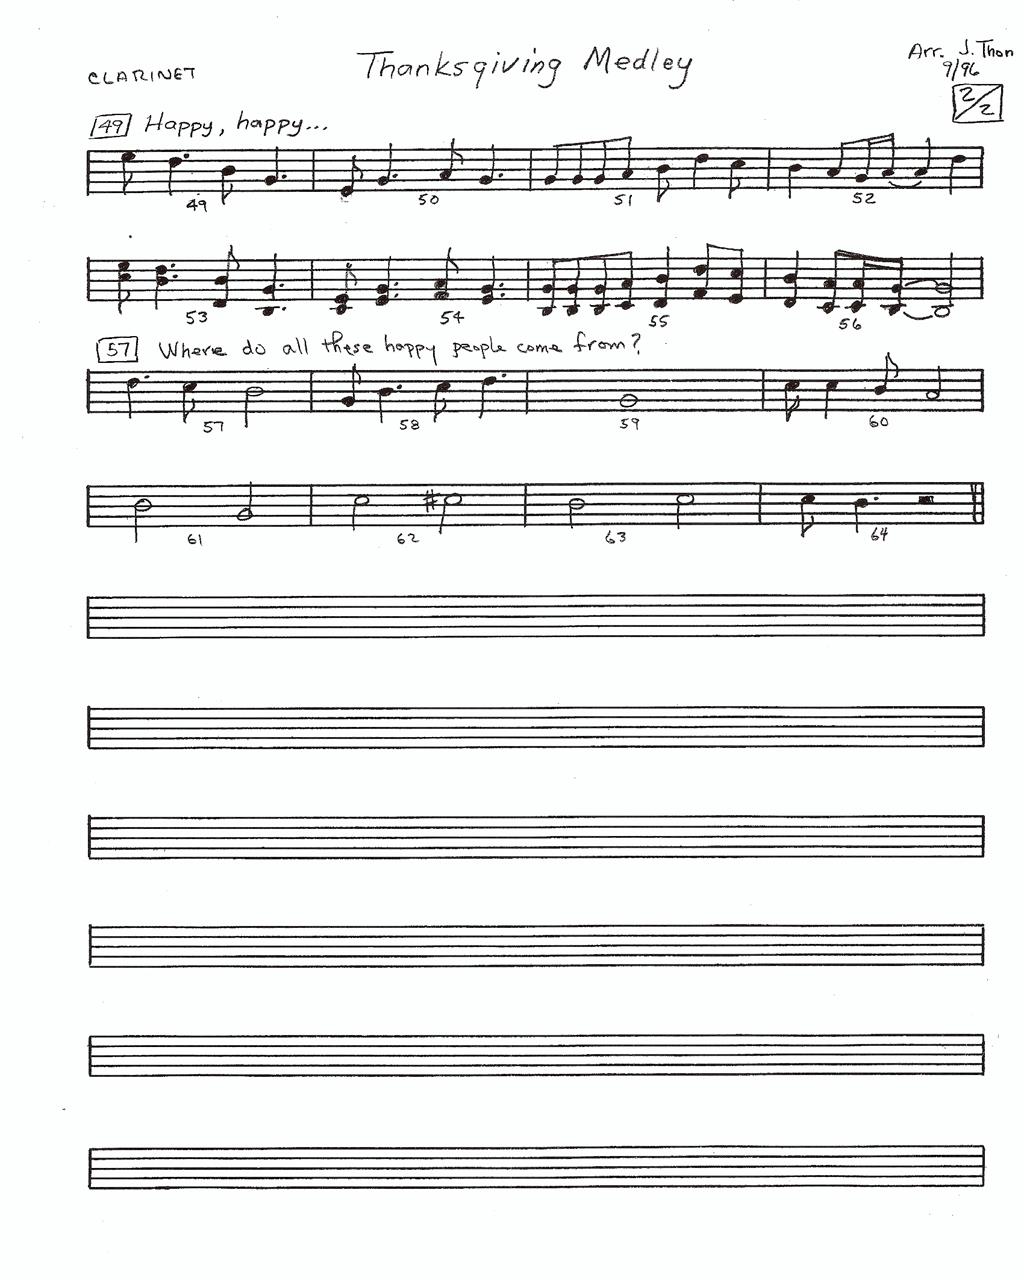 CLARINET Thanksgiving Medley Arr. J. Thon
9/96
2/2
49 Happy, happy...
49 50 51 52
53 54 55 56
57 Where do all these happy people come from?
57 58 59 60
61 62 63 64